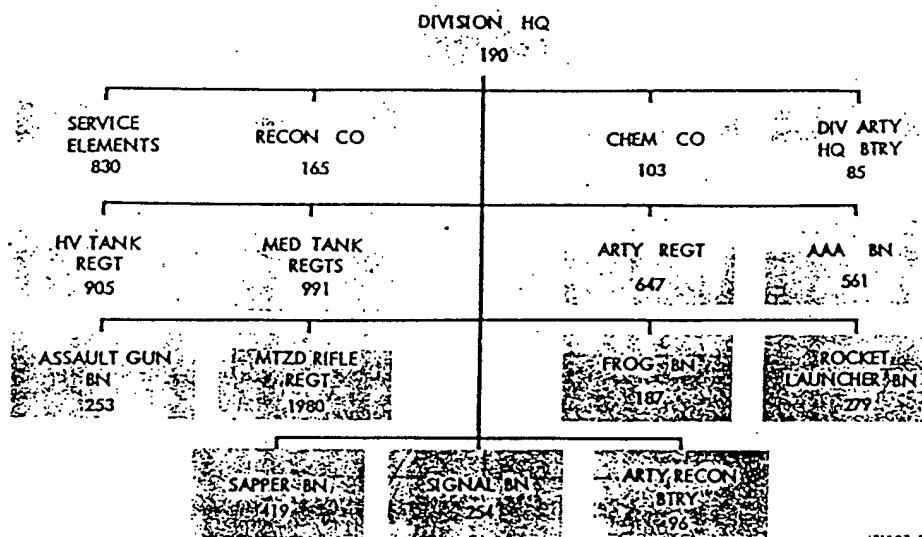 DIVISION HQ
190
SERVICE
ELEMENTS
830
RECON CO
165
CHEM CO
103
DIV ARTY
HQ BTRY
85
HV TANK
REGT
905
MED TANK
REGTS
991
ARTY REGT
647
AAA BN
561
ASSAULT GUN
BN
253
MTZD RIFLE
REGT
1980
FROG BN
187
ROCKET
LAUNCHER BN
279
SAPPER BN
419
SIGNAL BN
254
ARTY RECON
BTRY
96